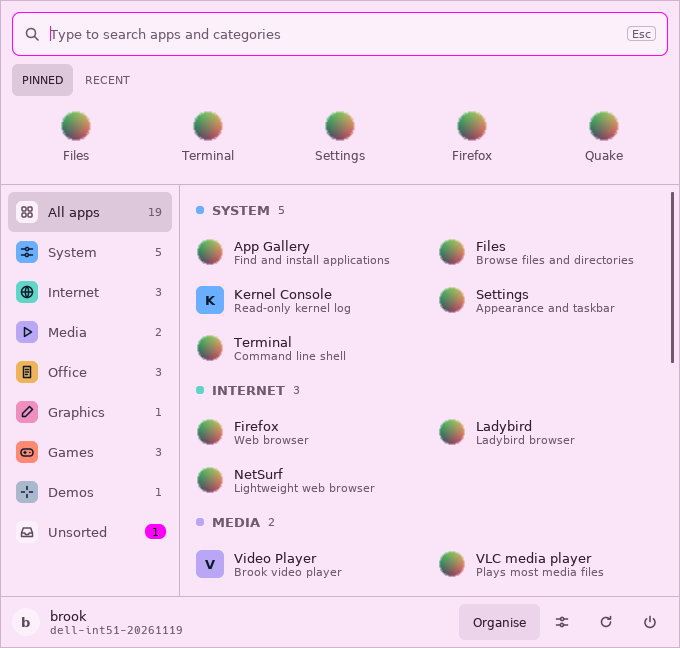 Type to search apps and categories
Esc
PINNED
RECENT
Files
Terminal
Settings
Firefox
Quake
All apps 19
System 5
Internet 3
Media 2
Office 3
Graphics 1
Games 3
Demos 1
Unsorted 1
SYSTEM 5
App Gallery
Find and install applications
Files
Browse files and directories
K
Kernel Console
Read-only kernel log
Settings
Appearance and taskbar
Terminal
Command line shell
INTERNET 3
Firefox
Web browser
Ladybird
Ladybird browser
NetSurf
Lightweight web browser
MEDIA 2
V
Video Player
Brook video player
VLC media player
Plays most media files
b
brook
dell-int51-20261119
Organise